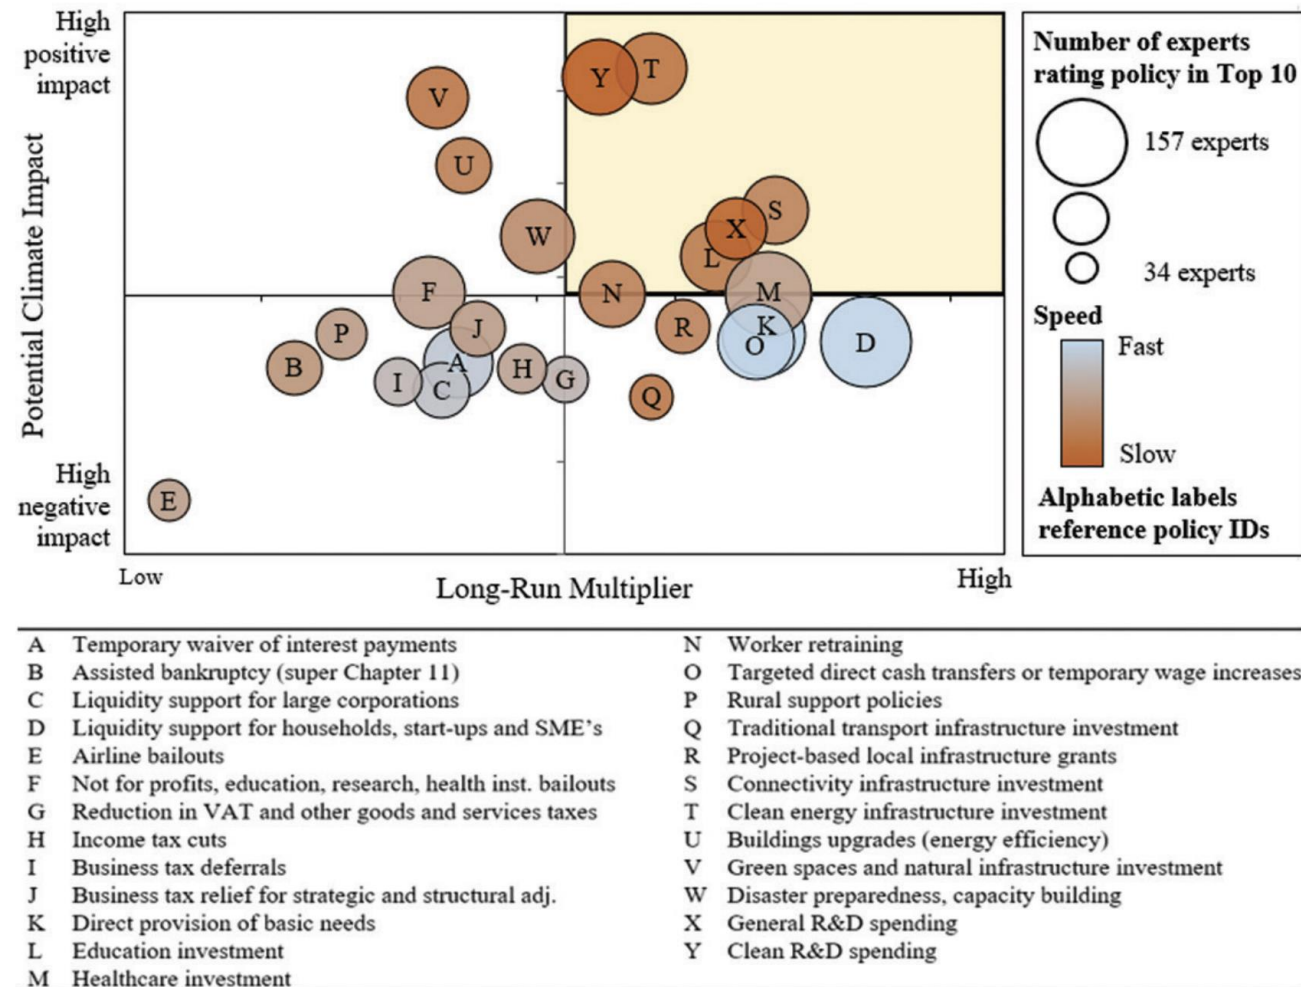 High
positive
impact
Potential Climate Impact
High
negative
impact
Y
T
V
U
S
X
W
L
F
N
M
J
R
K
P
O
D
B
A
H
I
G
C
Q
E
Low
Long-Run Multiplier
High
Number of experts
rating policy in Top 10
157 experts
34 experts
Speed
Fast
Slow
Alphabetic labels
reference policy IDs
A Temporary waiver of interest payments
B Assisted bankruptcy (super Chapter 11)
C Liquidity support for large corporations
D Liquidity support for households, start-ups and SME's
E Airline bailouts
F Not for profits, education, research, health inst. bailouts
G Reduction in VAT and other goods and services taxes
H Income tax cuts
I Business tax deferrals
J Business tax relief for strategic and structural adj.
K Direct provision of basic needs
L Education investment
M Healthcare investment
N Worker retraining
O Targeted direct cash transfers or temporary wage increases
P Rural support policies
Q Traditional transport infrastructure investment
R Project-based local infrastructure grants
S Connectivity infrastructure investment
T Clean energy infrastructure investment
U Buildings upgrades (energy efficiency)
V Green spaces and natural infrastructure investment
W Disaster preparedness, capacity building
X General R&D spending
Y Clean R&D spending